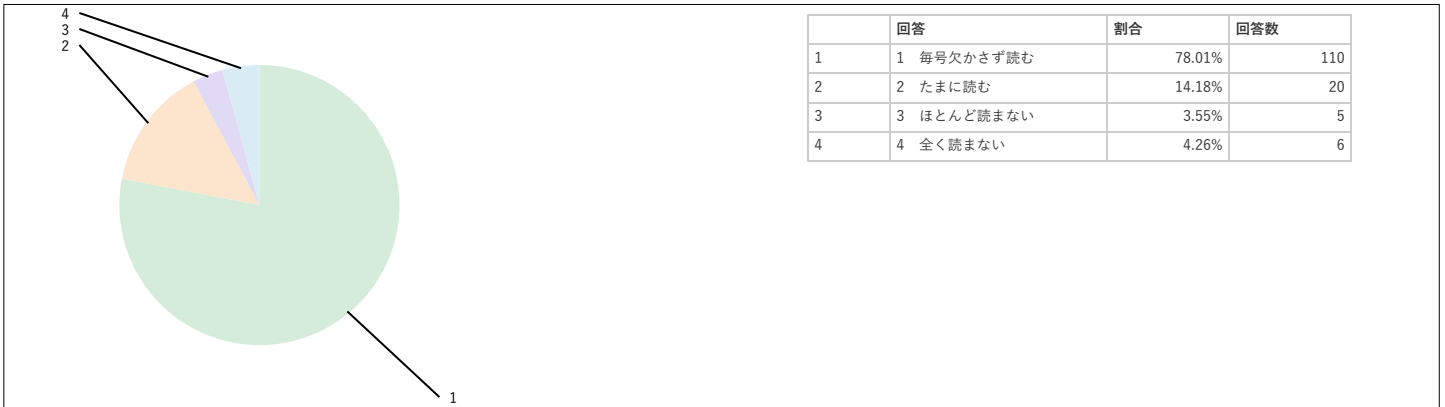 4
3
2
1
回答 割合 回答数
1 1 毎号欠かさず読む 78.01% 110
2 2 たまに読む 14.18% 20
3 3 ほとんど読まない 3.55% 5
4 4 全く読まない 4.26% 6